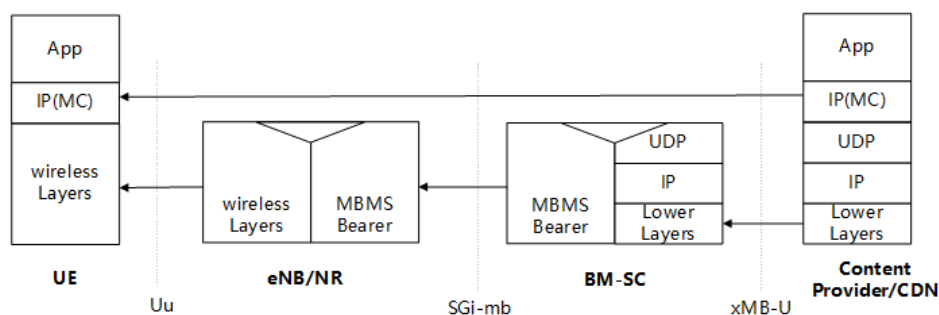 App
IP(MC)
wireless
Layers
UE
wireless
Layers
MBMS
Bearer
eNB/NR
MBMS
Bearer
UDP
IP
Lower
Layers
BM-SC
App
IP(MC)
UDP
IP
Lower
Layers
Content
Provider/CDN
Uu
SGi-mb
xMB-U